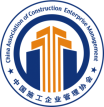 China Association of Construction Enterprise Management
中国施工企业管理协会